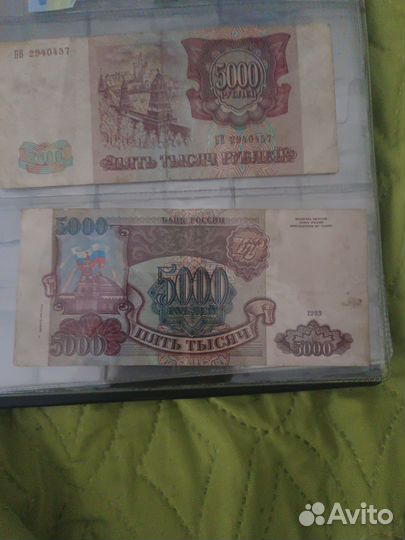 БВ 2940457
5000
РУБЛЕЙ
БВ 2940457
5000
ПЯТЬ ТЫСЯЧ РУБЛЕЙ
5000
БАНК РОССИИ
5000
РУБЛЕЙ
1993
5000
ПЯТЬ ТЫСЯЧ
5000
Avito